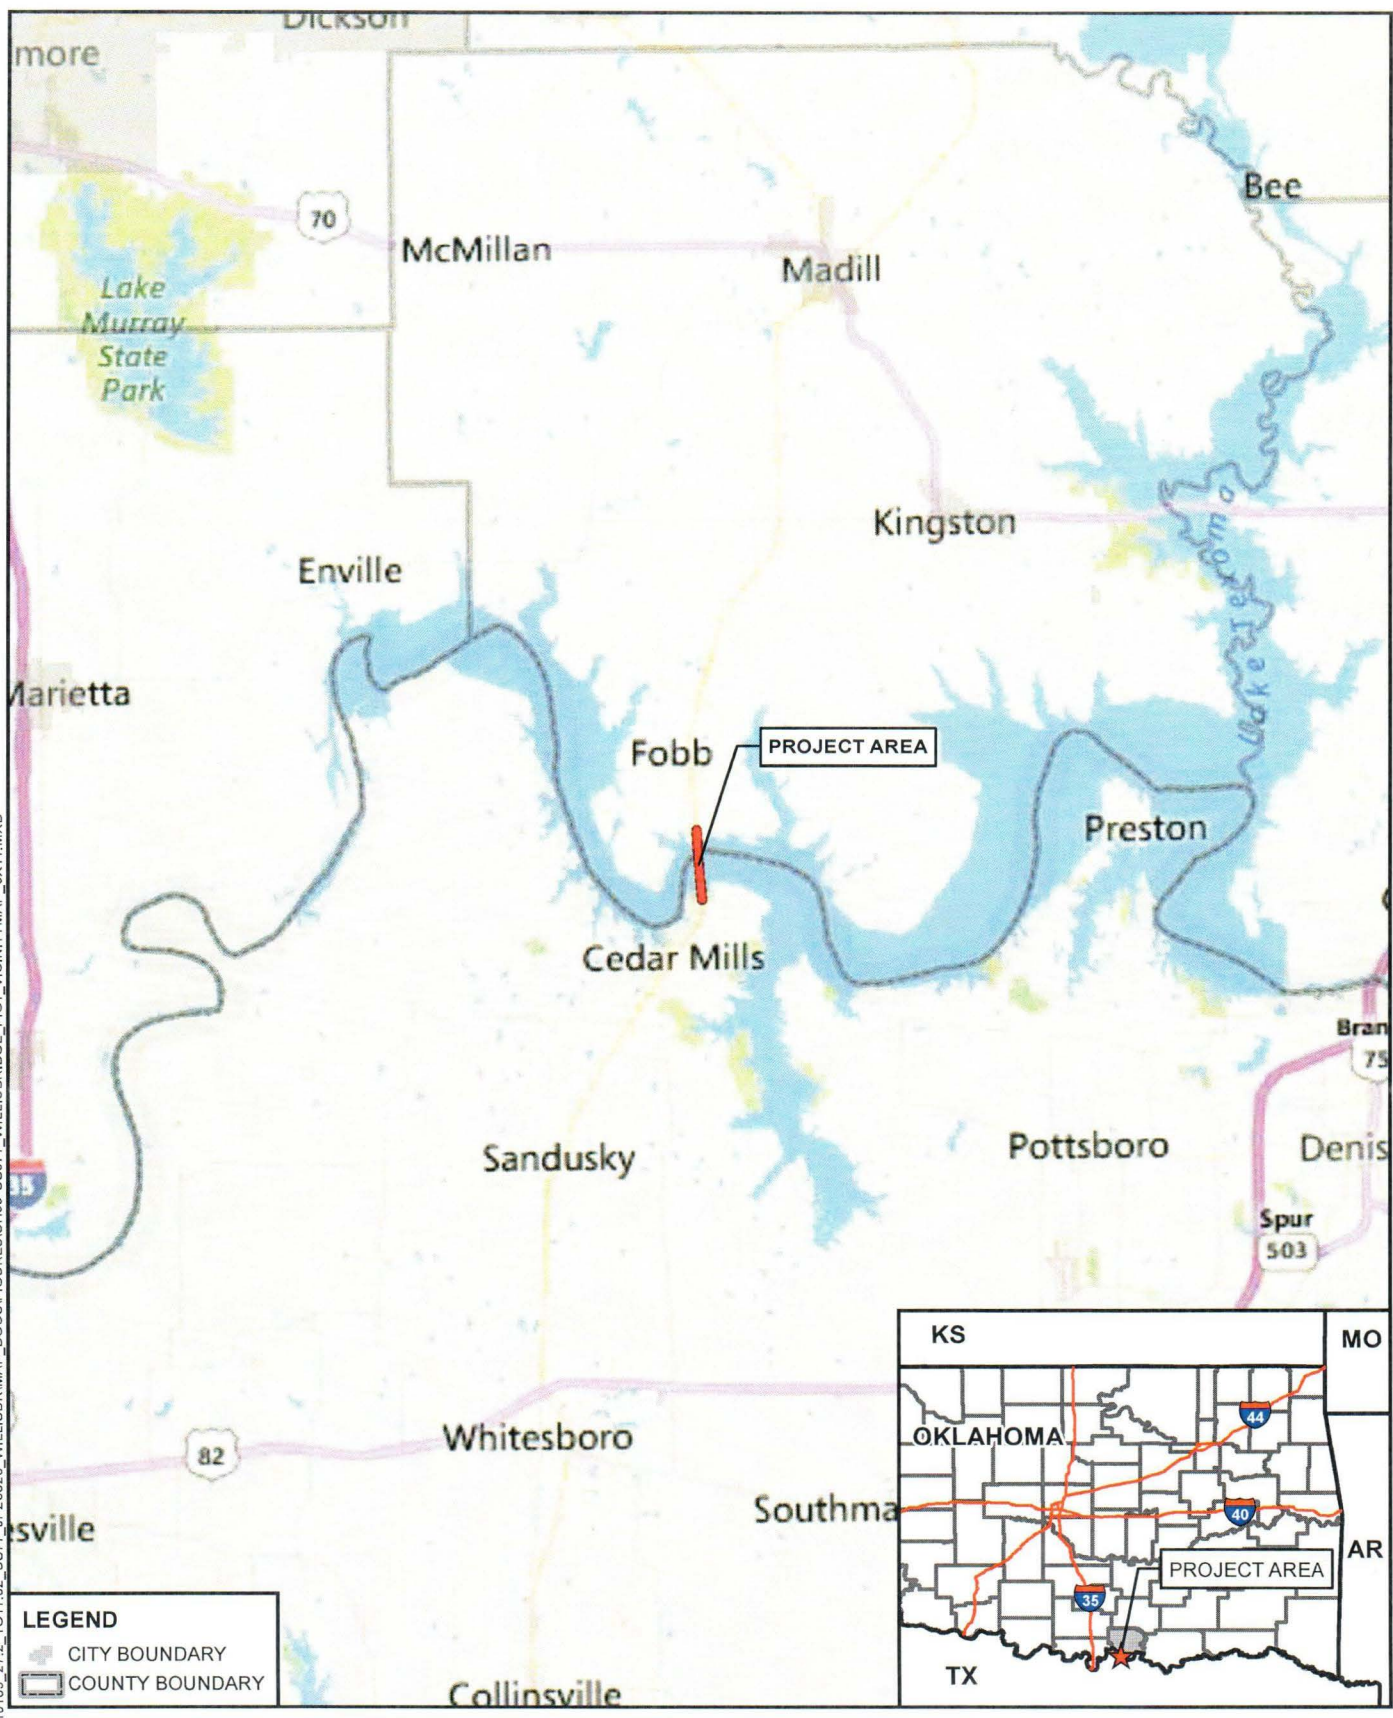 Dickson
more
Bee
70
McMillan
Madill
Lake
Murray
State
Park
Kingston
Lake Texoma
Enville
Marietta
Fobb
PROJECT AREA
Preston
Cedar Mills
Bran
75
Sandusky
Pottsboro
Denis
35
Spur
503
KS
MO
OKLAHOMA
44
40
AR
PROJECT AREA
35
TX
Whitesboro
82
Southma
sville
LEGEND
CITY BOUNDARY
COUNTY BOUNDARY
Collinsville